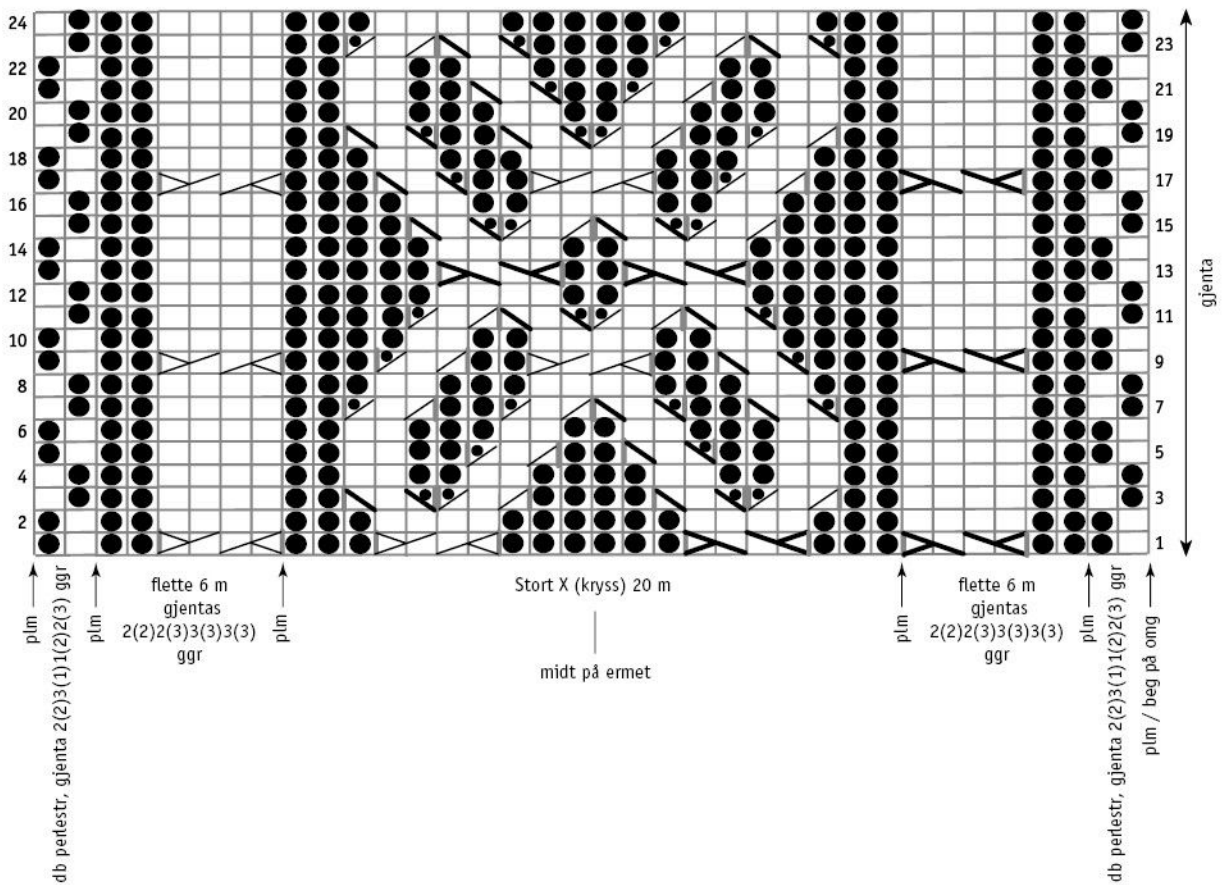 24
23
22
21
20
19
18
17
16
15
14
13
12
11
10
9
8
7
6
5
4
3
2
1
gjenta
plm
db perlestr, gjenta 2(2)3(1)1(2)2(3) ggr
plm
flette 6 m
gjentas
2(2)2(3)3(3)3(3)
ggr
plm
Stort X (kryss) 20 m
midt på ermet
plm
flette 6 m
gjentas
2(2)2(3)3(3)3(3)
ggr
plm
db perlestr, gjenta 2(2)3(1)1(2)2(3) ggr
plm / beg på omg